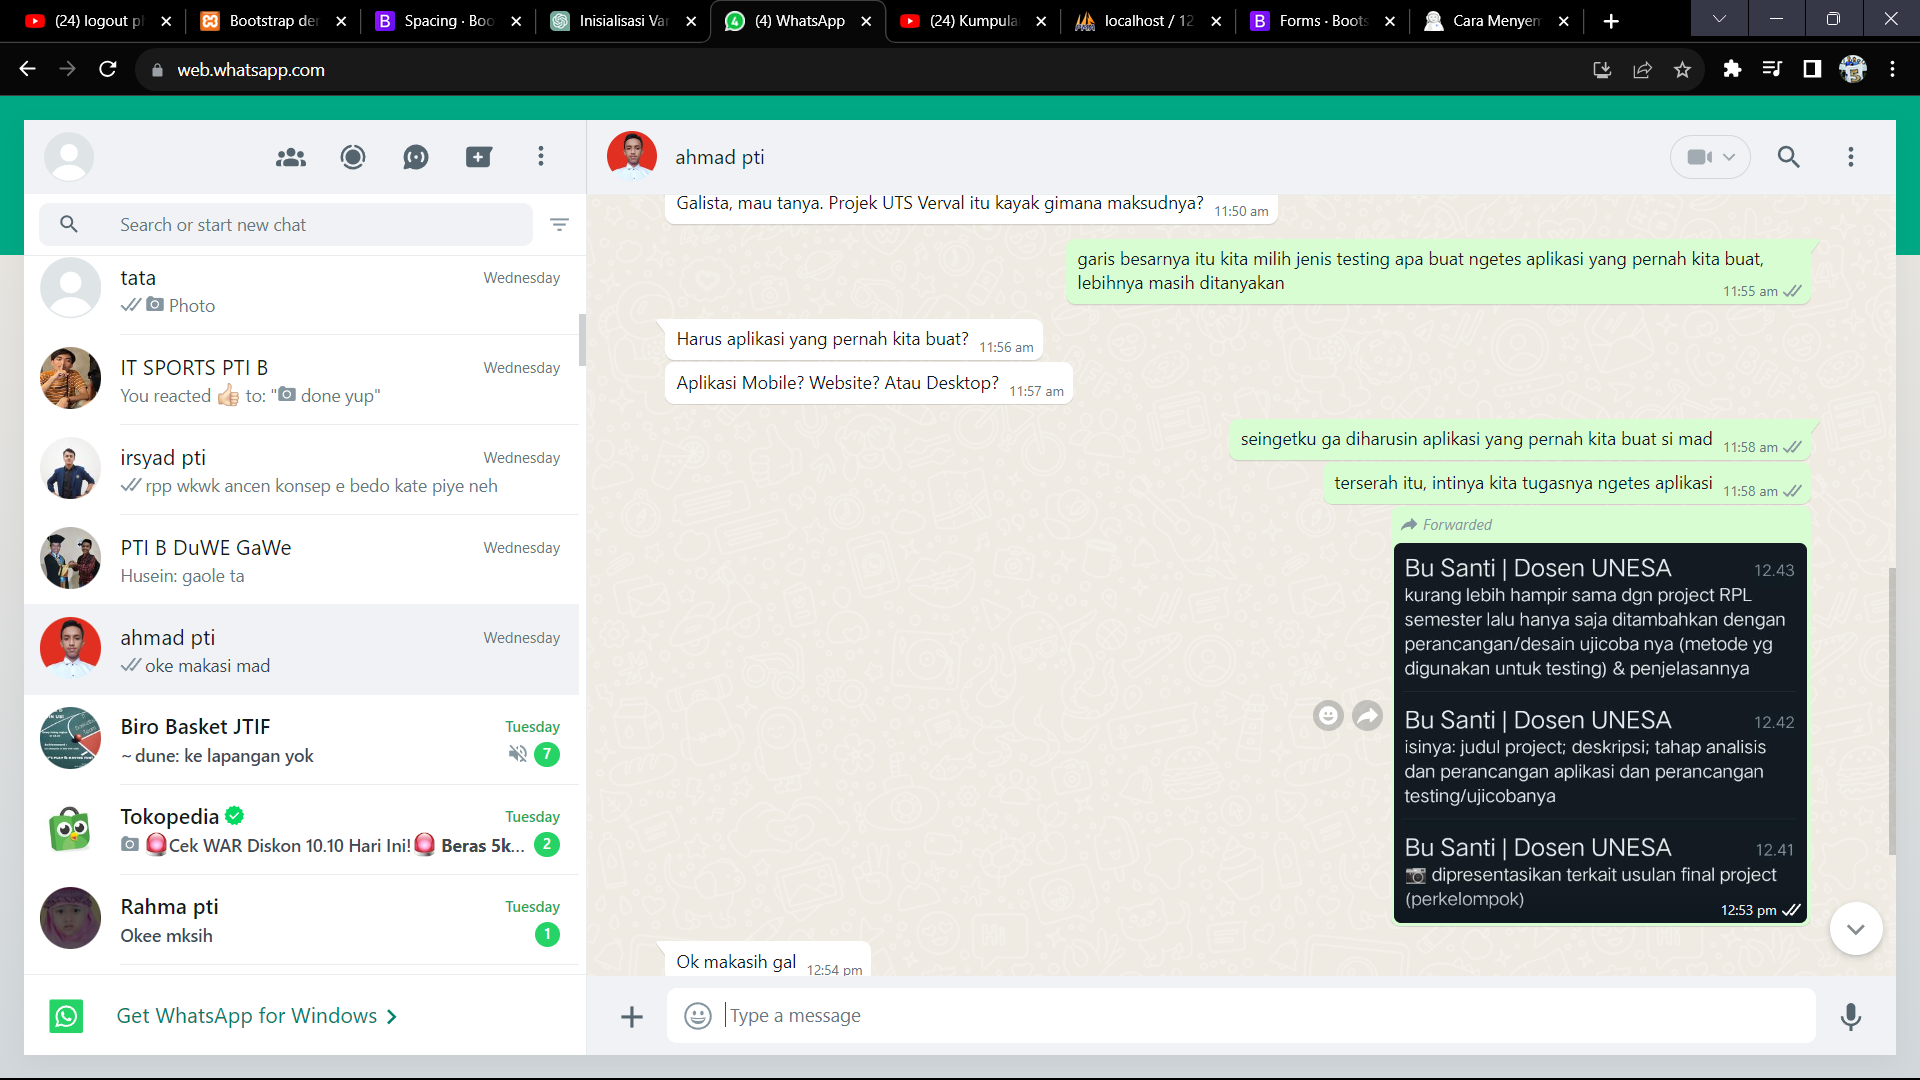 (24) logout pl
Bootstrap der
Spacing · Boo
Inisialisasi Var
(4) WhatsApp
(24) Kumpula
localhost / 12
Forms · Boots
Cara Menyem
web.whatsapp.com
Search or start new chat
tata
Wednesday
Photo
IT SPORTS PTI B
Wednesday
You reacted 👍🏻 to: "📷 done yup"
irsyad pti
Wednesday
rpp wkwk ancen konsep e bedo kate piye neh
PTI B DuWE GaWe
Wednesday
Husein: gaole ta
ahmad pti
Wednesday
oke makasi mad
Biro Basket JTIF
Tuesday
~ dune: ke lapangan yok
7
Tokopedia
Tuesday
🚨Cek WAR Diskon 10.10 Hari Ini!🚨 Beras 5k...
2
Rahma pti
Tuesday
Okee mksih
1
Get WhatsApp for Windows
ahmad pti
Galista, mau tanya. Projek UTS Verval itu kayak gimana maksudnya?
11:50 am
garis besarnya itu kita milih jenis testing apa buat ngetes aplikasi yang pernah kita buat,
lebihnya masih ditanyakan
11:55 am
Harus aplikasi yang pernah kita buat?
11:56 am
Aplikasi Mobile? Website? Atau Desktop?
11:57 am
seingetku ga diharusin aplikasi yang pernah kita buat si mad
11:58 am
terserah itu, intinya kita tugasnya ngetes aplikasi
11:58 am
Forwarded
Bu Santi | Dosen UNESA
12.43
kurang lebih hampir sama dgn project RPL
semester lalu hanya saja ditambahkan dengan
perancangan/desain ujicoba nya (metode yg
digunakan untuk testing) & penjelasannya
Bu Santi | Dosen UNESA
12.42
isinya: judul project; deskripsi; tahap analisis
dan perancangan aplikasi dan perancangan
testing/ujicobanya
Bu Santi | Dosen UNESA
12.41
📷 dipresentasikan terkait usulan final project
(perkelompok)
12:53 pm
Ok makasih gal
12:54 pm
Type a message